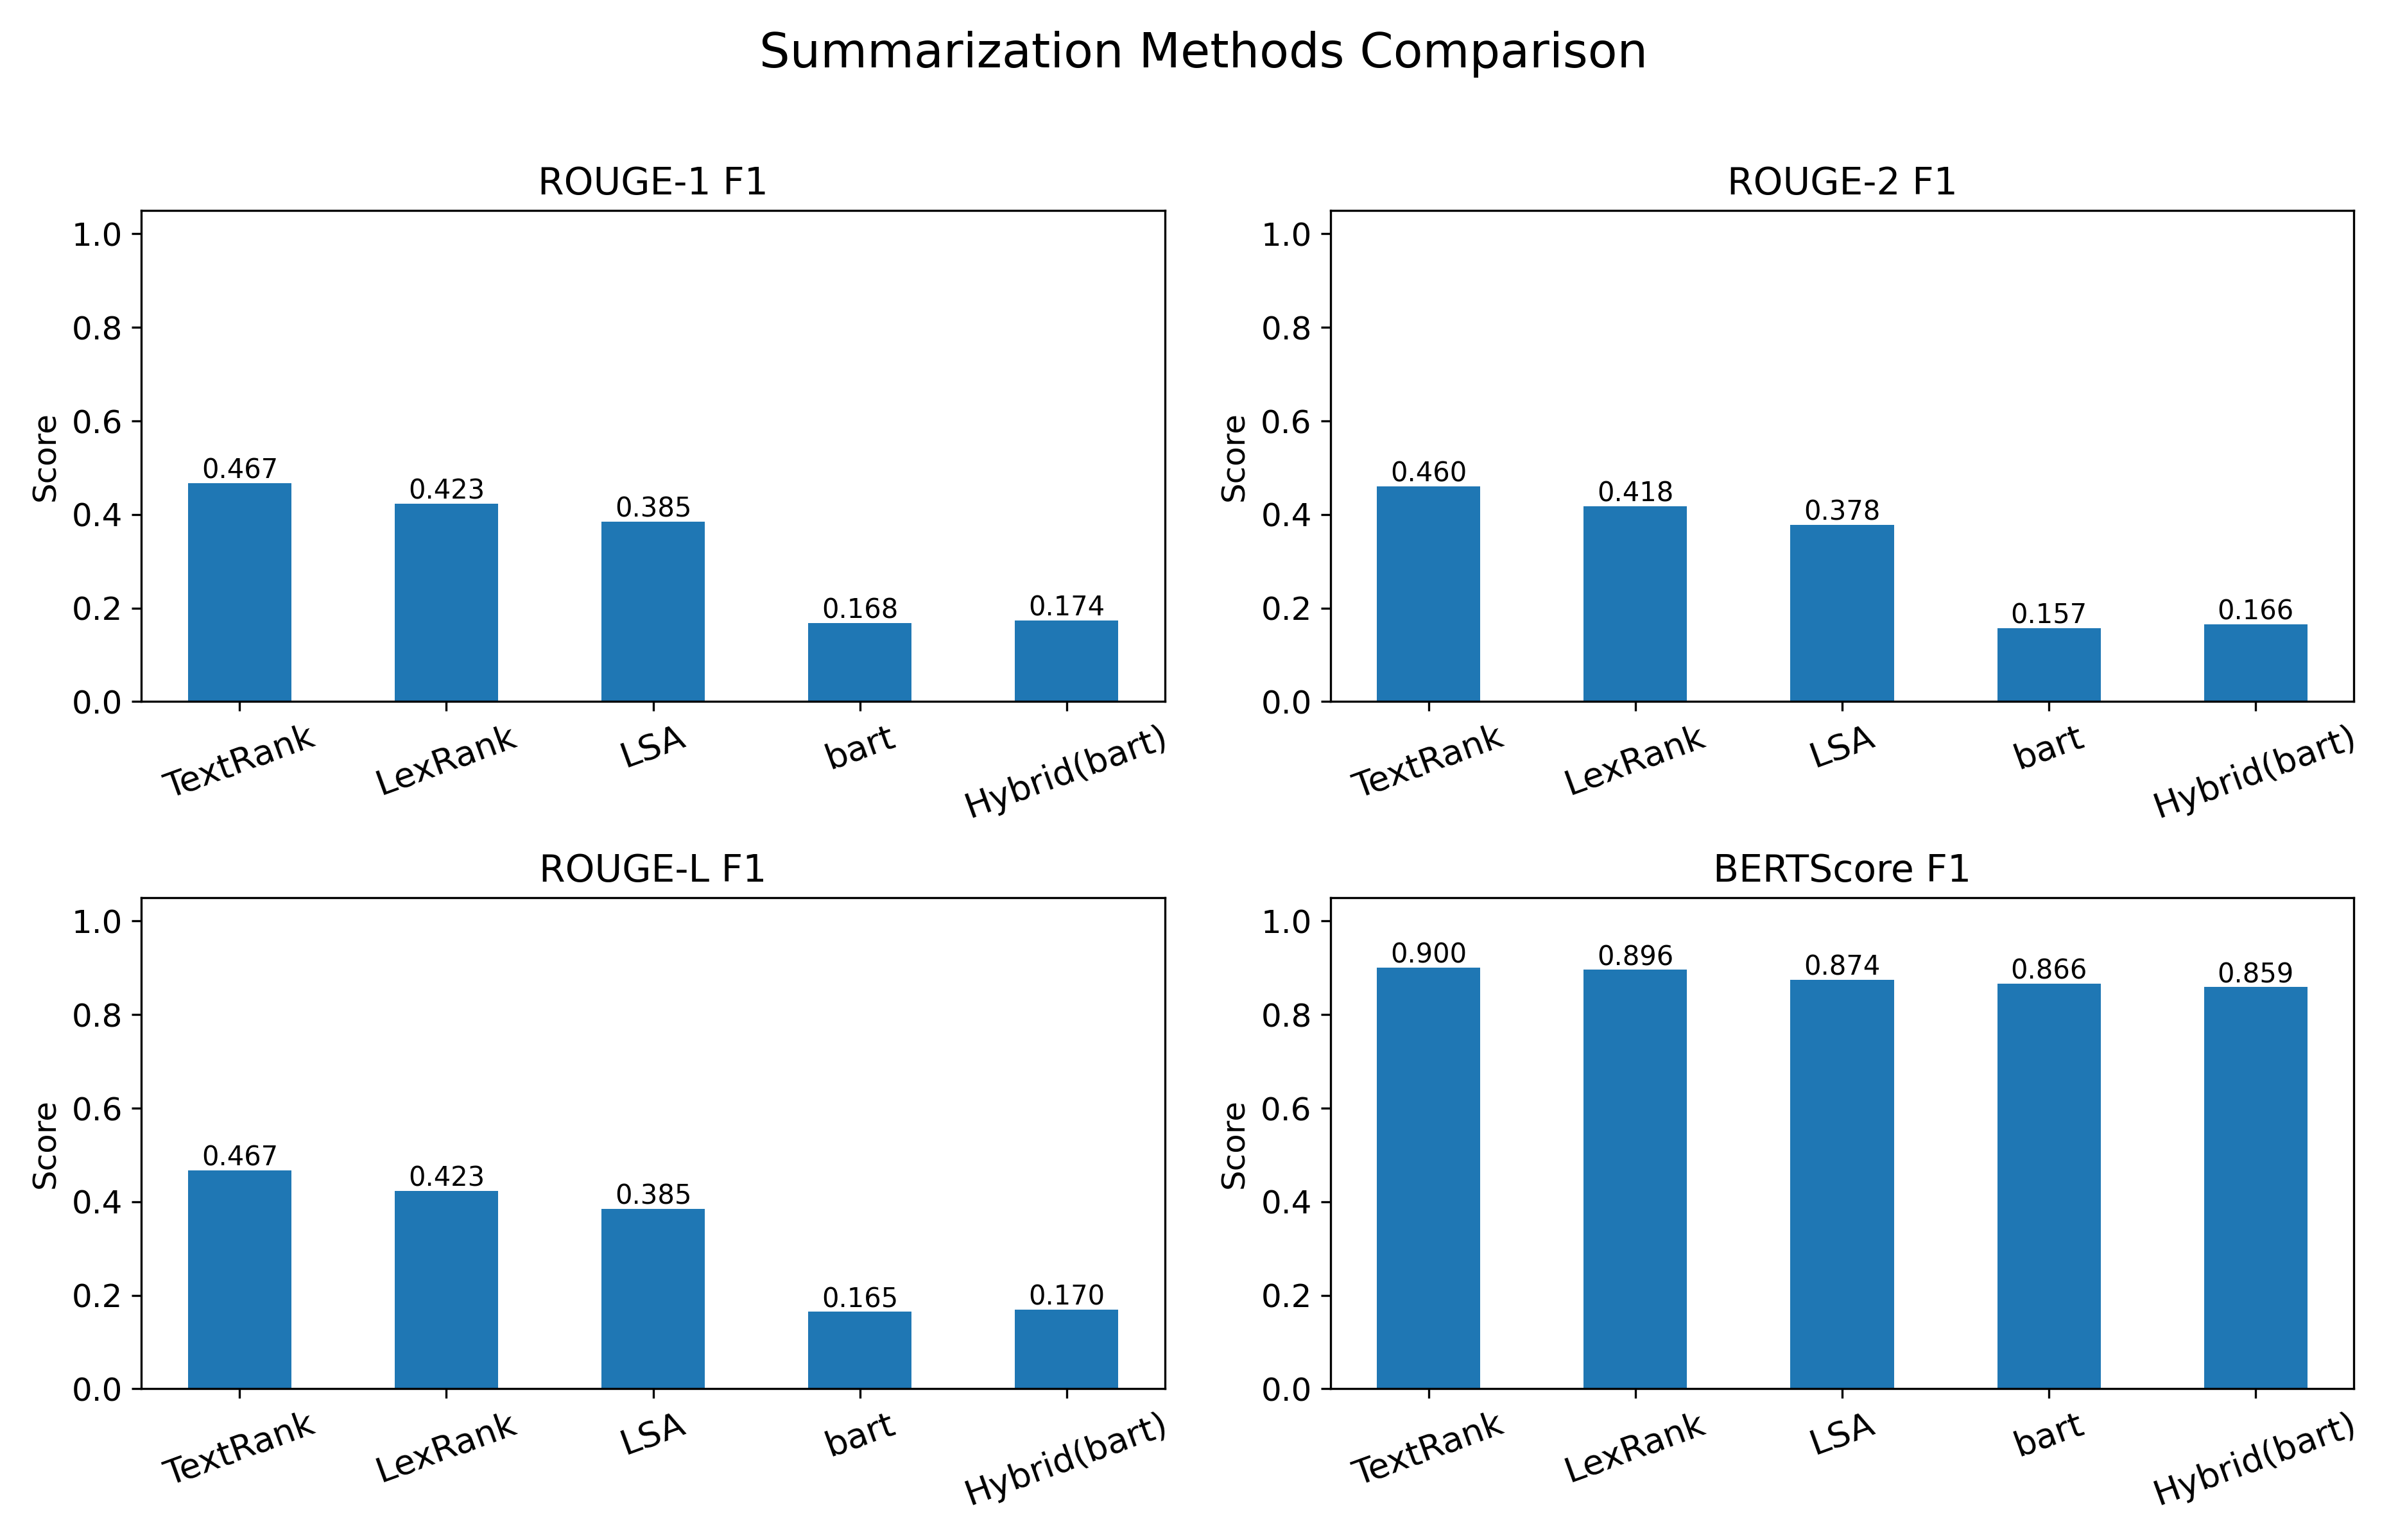 Summarization Methods Comparison
ROUGE-1 F1
1.0
0.8
0.6
0.4
0.2
0.0
Score
0.467
0.423
0.385
0.168
0.174
TextRank
LexRank
LSA
bart
Hybrid(bart)
ROUGE-2 F1
1.0
0.8
0.6
0.4
0.2
0.0
Score
0.460
0.418
0.378
0.157
0.166
TextRank
LexRank
LSA
bart
Hybrid(bart)
ROUGE-L F1
1.0
0.8
0.6
0.4
0.2
0.0
Score
0.467
0.423
0.385
0.165
0.170
TextRank
LexRank
LSA
bart
Hybrid(bart)
BERTScore F1
1.0
0.8
0.6
0.4
0.2
0.0
Score
0.900
0.896
0.874
0.866
0.859
TextRank
LexRank
LSA
bart
Hybrid(bart)